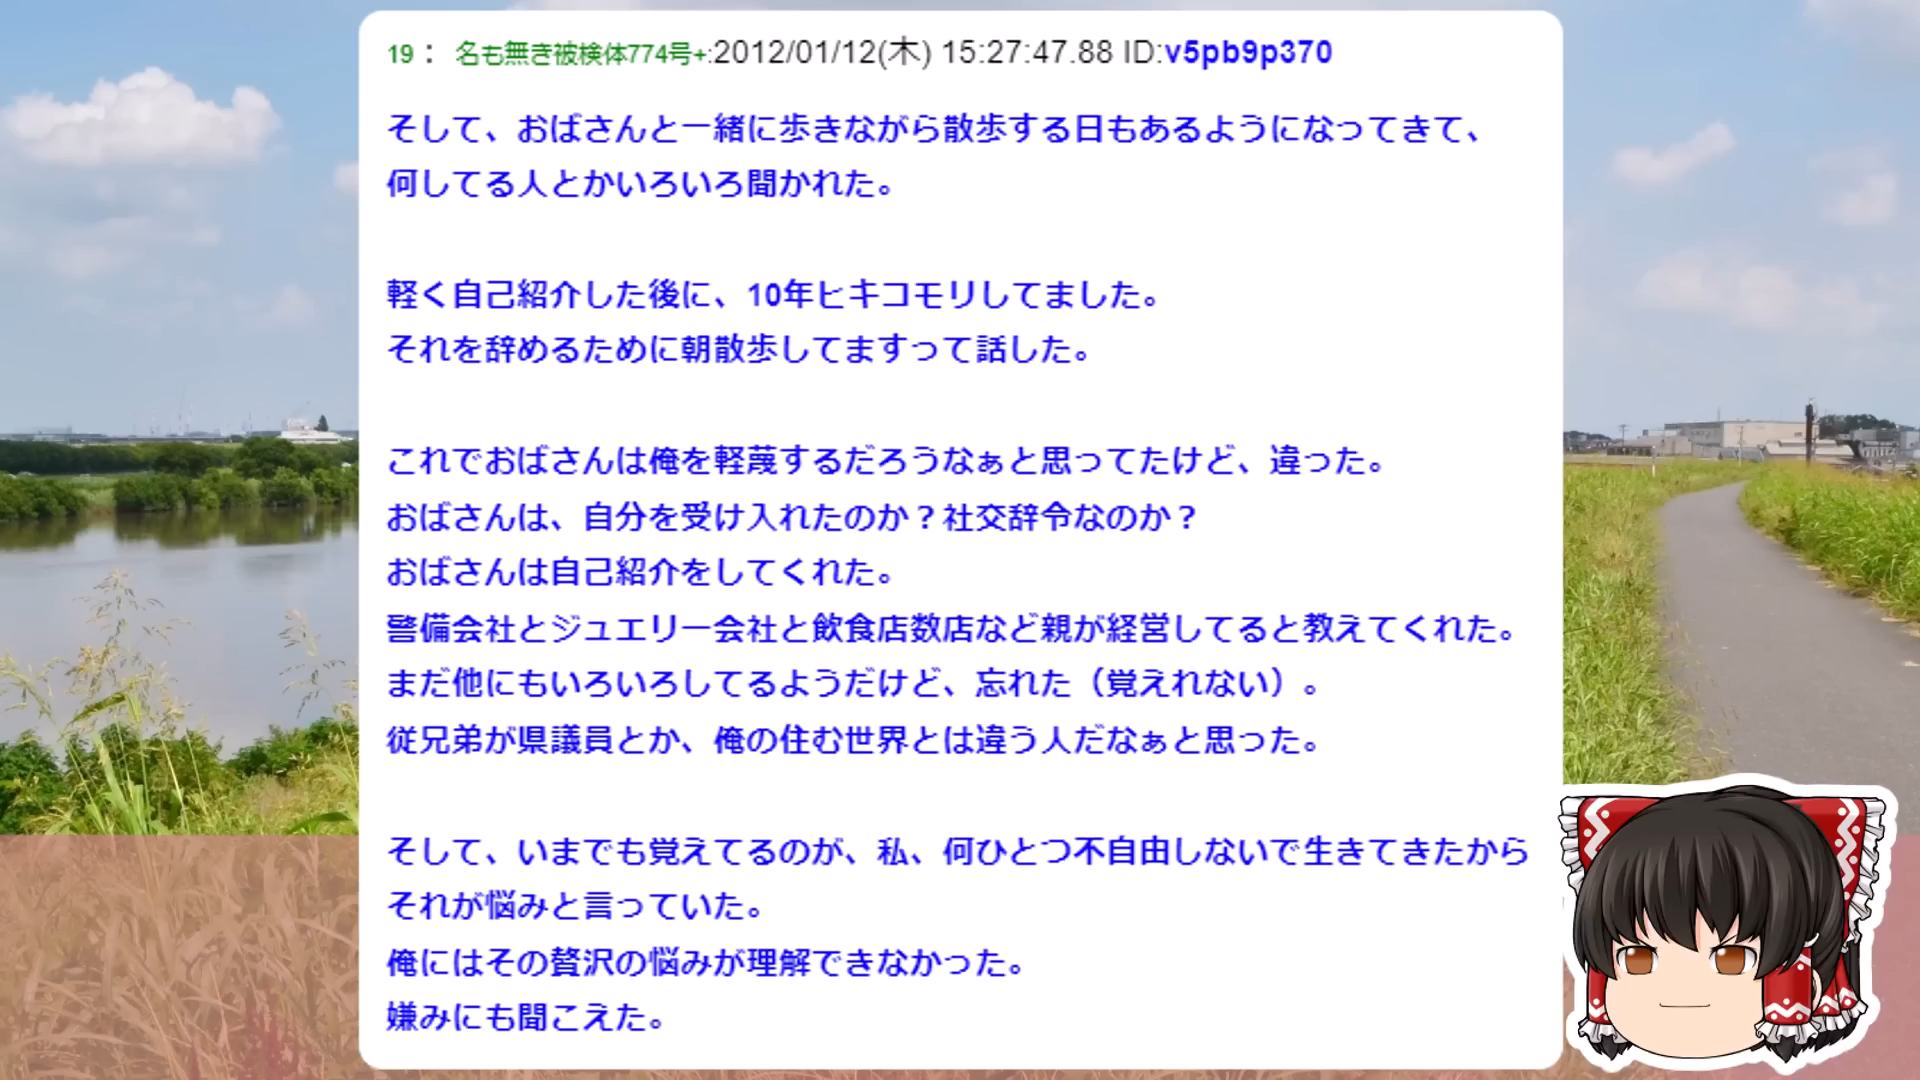 19： 名も無き被検体774号+:2012/01/12(木) 15:27:47.88 ID:v5pb9p370
そして、おばさんと一緒に歩きながら散歩する日もあるようになってきて、
何してる人とかいろいろ聞かれた。
軽く自己紹介した後に、10年ヒキコモリしてました。
それを辞めるために朝散歩してますって話した。
これでおばさんは俺を軽蔑するだろうなぁと思ってたけど、違った。
おばさんは、自分を受け入れたのか？社交辞令なのか？
おばさんは自己紹介をしてくれた。
警備会社とジュエリー会社と飲食店数店など親が経営してると教えてくれた。
まだ他にもいろいろしてるようだけど、忘れた（覚えれない）。
従兄弟が県議員とか、俺の住む世界とは違う人だなぁと思った。
そして、いまでも覚えてるのが、私、何ひとつ不自由しないで生きてきたから
それが悩みと言っていた。
俺にはその贅沢の悩みが理解できなかった。
嫌みにも聞こえた。